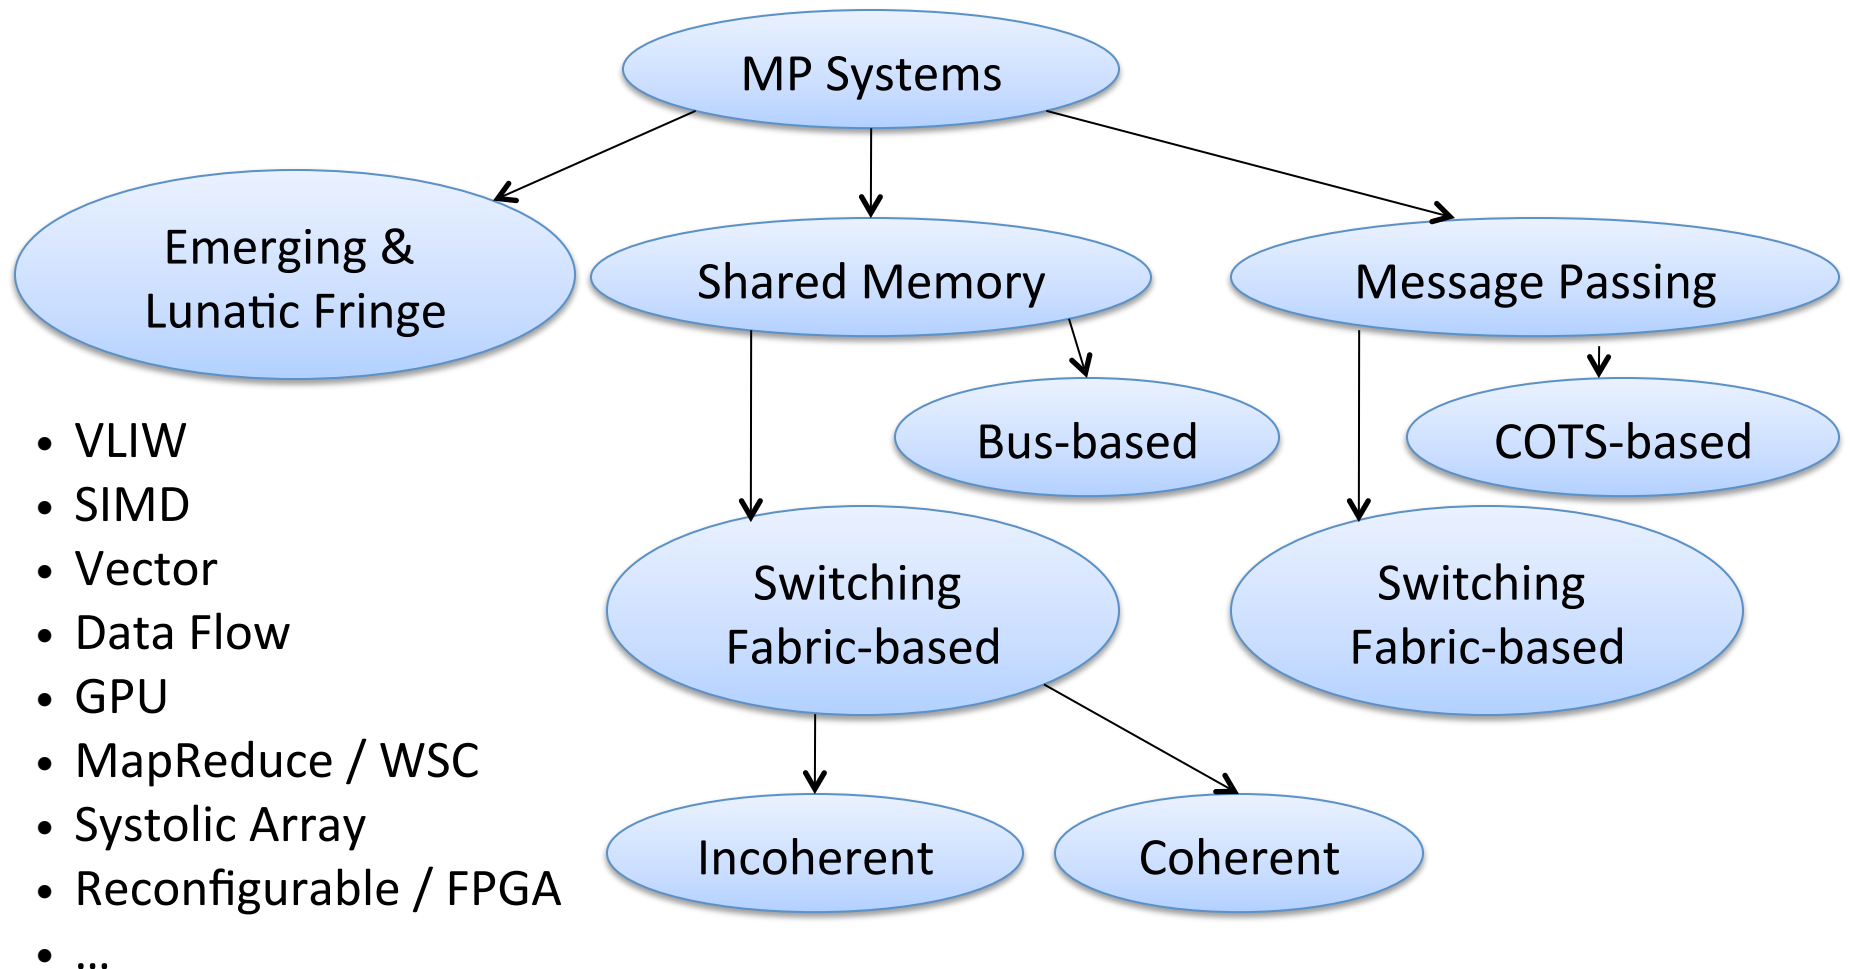 MP Systems
Emerging &
Lunatic Fringe
Shared Memory
Message Passing
Bus-based
COTS-based
Switching
Fabric-based
Switching
Fabric-based
Incoherent
Coherent
• VLIW
• SIMD
• Vector
• Data Flow
• GPU
• MapReduce / WSC
• Systolic Array
• Reconfigurable / FPGA
• ...